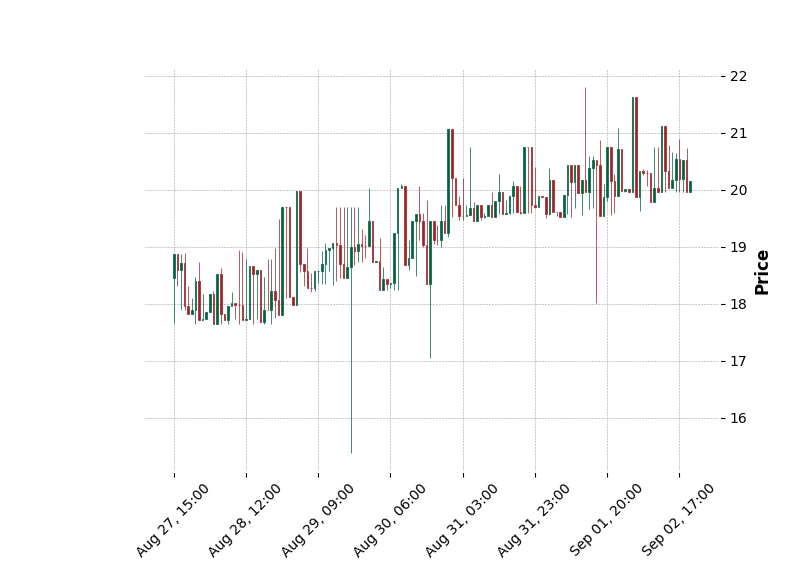 22
21
20
19
18
17
16
Price
Aug 27, 15:00
Aug 28, 12:00
Aug 29, 09:00
Aug 30, 06:00
Aug 31, 03:00
Aug 31, 23:00
Sep 01, 20:00
Sep 02, 17:00